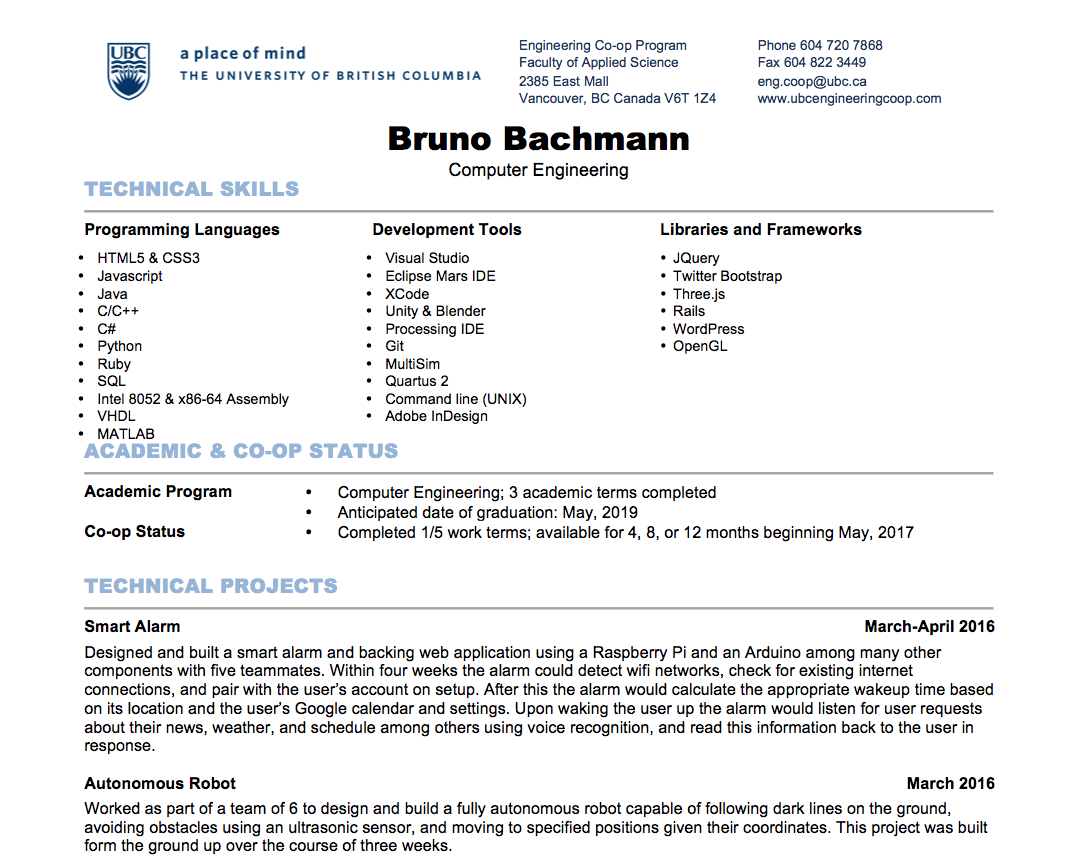 UBC
a place of mind
THE UNIVERSITY OF BRITISH COLUMBIA
Engineering Co-op Program
Faculty of Applied Science
2385 East Mall
Vancouver, BC Canada V6T 1Z4
Phone 604 720 7868
Fax 604 822 3449
eng.coop@ubc.ca
www.ubcengineeringcoop.com
Bruno Bachmann
Computer Engineering
TECHNICAL SKILLS
Programming Languages
• HTML5 & CSS3
• Javascript
• Java
• C/C++
• C#
• Python
• Ruby
• SQL
• Intel 8052 & x86-64 Assembly
• VHDL
• MATLAB
Development Tools
• Visual Studio
• Eclipse Mars IDE
• XCode
• Unity & Blender
• Processing IDE
• Git
• MultiSim
• Quartus 2
• Command line (UNIX)
• Adobe InDesign
Libraries and Frameworks
• JQuery
• Twitter Bootstrap
• Three.js
• Rails
• WordPress
• OpenGL
ACADEMIC & CO-OP STATUS
Academic Program • Computer Engineering; 3 academic terms completed
• Anticipated date of graduation: May, 2019
Co-op Status • Completed 1/5 work terms; available for 4, 8, or 12 months beginning May, 2017
TECHNICAL PROJECTS
Smart Alarm March-April 2016
Designed and built a smart alarm and backing web application using a Raspberry Pi and an Arduino among many other
components with five teammates. Within four weeks the alarm could detect wifi networks, check for existing internet
connections, and pair with the user's account on setup. After this the alarm would calculate the appropriate wakeup time based
on its location and the user's Google calendar and settings. Upon waking the user up the alarm would listen for user requests
about their news, weather, and schedule among others using voice recognition, and read this information back to the user in
response.
Autonomous Robot March 2016
Worked as part of a team of 6 to design and build a fully autonomous robot capable of following dark lines on the ground,
avoiding obstacles using an ultrasonic sensor, and moving to specified positions given their coordinates. This project was built
form the ground up over the course of three weeks.